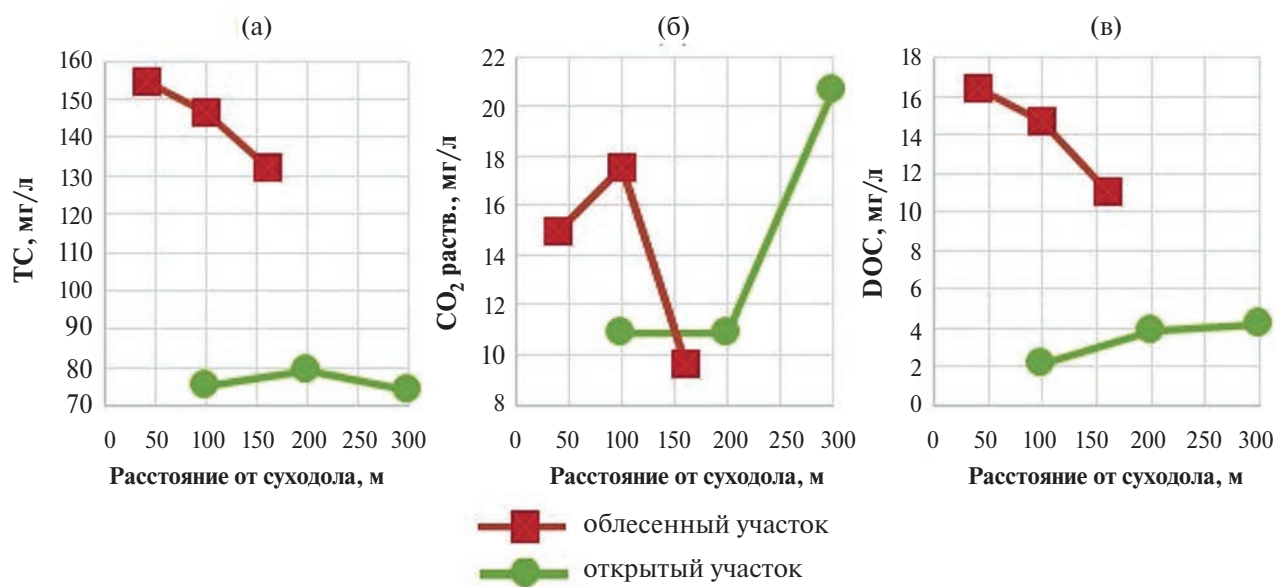 (а)
160
150
140
130
120
110
100
90
80
70
0 50 100 150 200 250 300
ТС, мг/л
Расстояние от суходола, м
(б)
22
20
18
16
14
12
10
8
0 50 100 150 200 250 300
CO₂ раств., мг/л
Расстояние от суходола, м
(в)
18
16
14
12
10
8
6
4
2
0
0 50 100 150 200 250 300
DOC, мг/л
Расстояние от суходола, м
облесенный участок
открытый участок